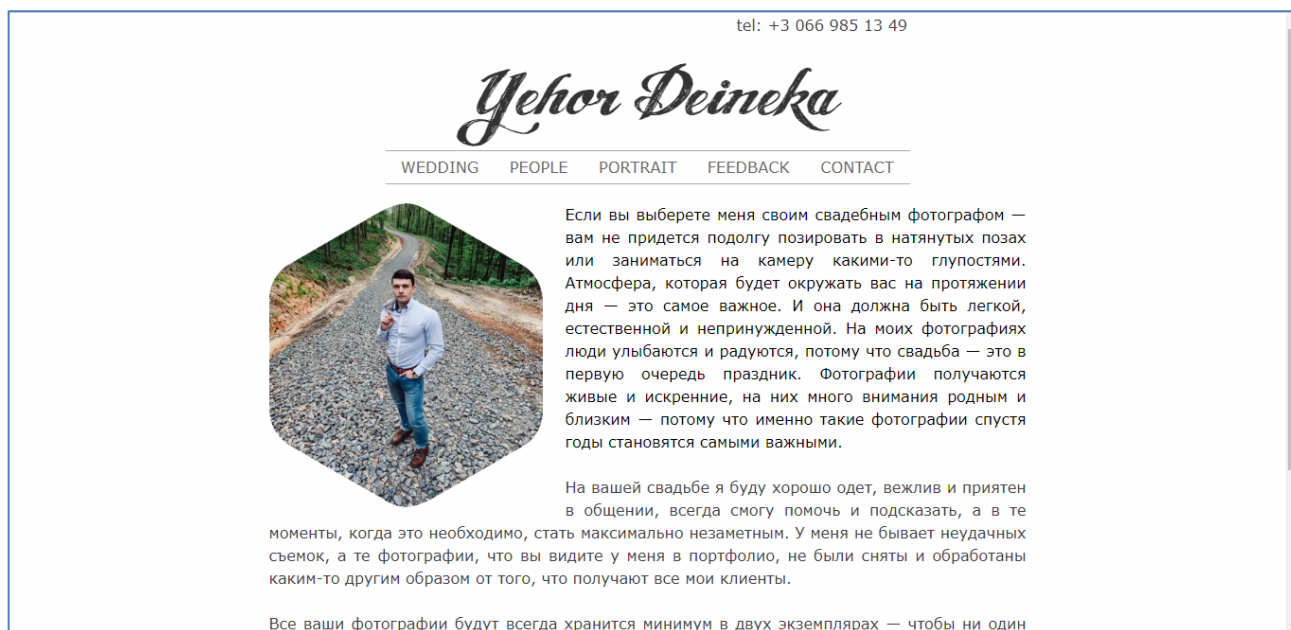 tel: +3 066 985 13 49
Yehor Deineka
WEDDING PEOPLE PORTRAIT FEEDBACK CONTACT
Если вы выберете меня своим свадебным фотографом —
вам не придется подолгу позировать в натянутых позах
или заниматься на камеру какими-то глупостями.
Атмосфера, которая будет окружать вас на протяжении
дня — это самое важное. И она должна быть легкой,
естественной и непринужденной. На моих фотографиях
люди улыбаются и радуются, потому что свадьба — это в
первую очередь праздник. Фотографии получаются
живые и искренние, на них много внимания родным и
близким — потому что именно такие фотографии спустя
годы становятся самыми важными.
На вашей свадьбе я буду хорошо одет, вежлив и приятен
в общении, всегда смогу помочь и подсказать, а в те
моменты, когда это необходимо, стать максимально незаметным. У меня не бывает неудачных
съемок, а те фотографии, что вы видите у меня в портфолио, не были сняты и обработаны
каким-то другим образом от того, что получают все мои клиенты.
Все ваши фотографии будут всегда хранится минимум в двух экземплярах — чтобы ни один